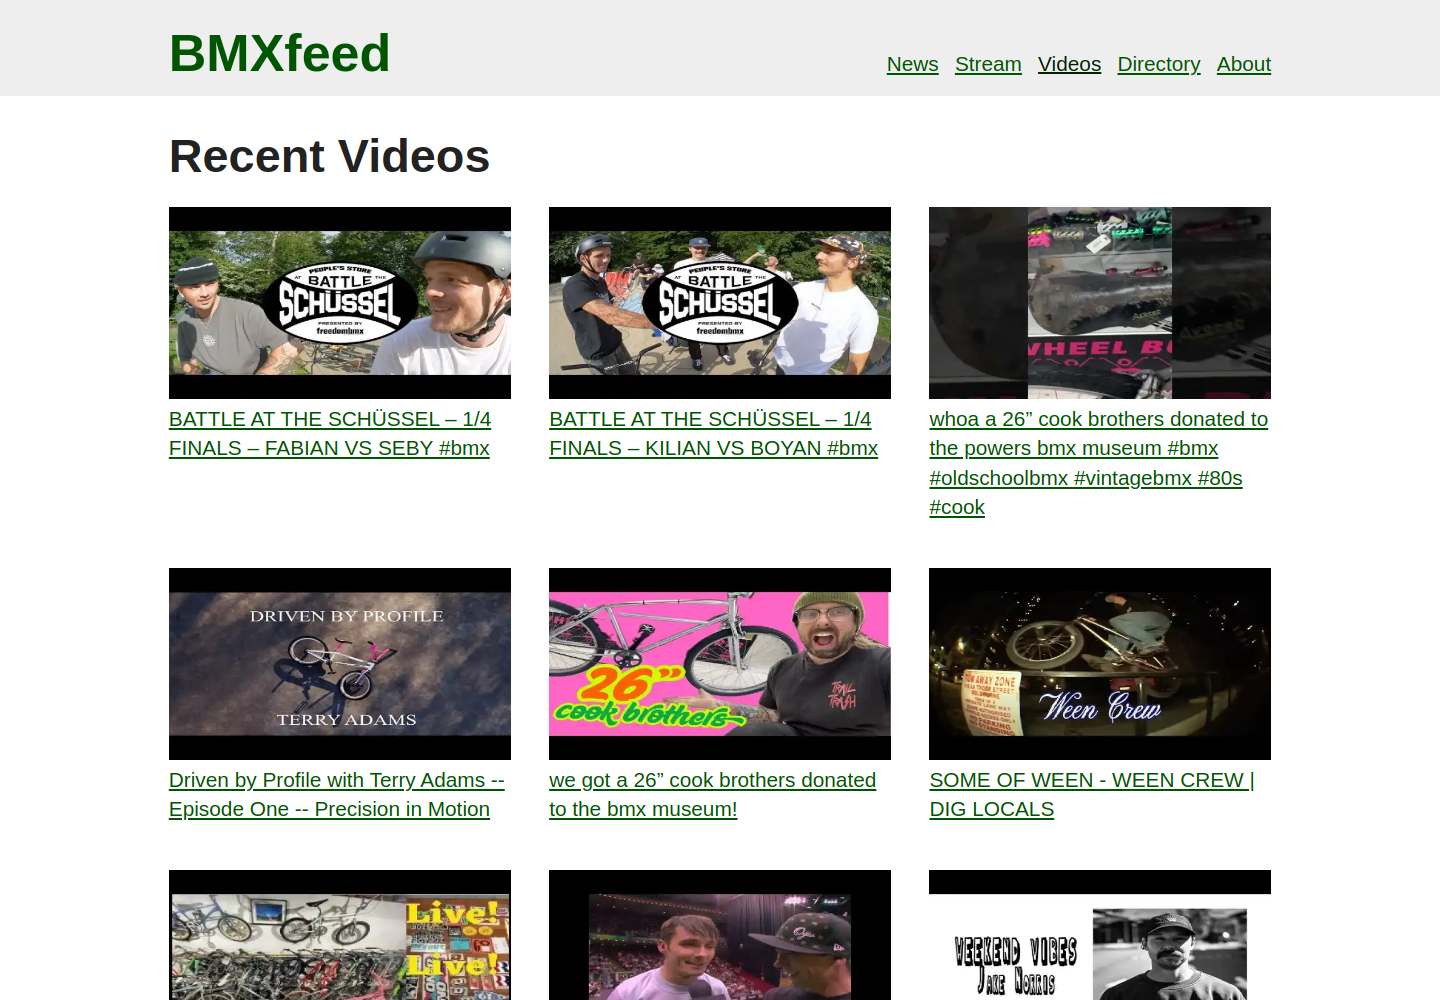 BMXfeed
News Stream Videos Directory About
Recent Videos
PEOPLE'S STORE
AT BATTLE THE
SCHÜSSEL
PRESENTED BY
freedombmx
PEOPLE'S STORE
AT BATTLE THE
SCHÜSSEL
PRESENTED BY
freedombmx
WHEEL
BATTLE AT THE SCHÜSSEL – 1/4
FINALS – FABIAN VS SEBY #bmx
BATTLE AT THE SCHÜSSEL – 1/4
FINALS – KILIAN VS BOYAN #bmx
whoa a 26” cook brothers donated to
the powers bmx museum #bmx
#oldschoolbmx #vintagebmx #80s
#cook
DRIVEN BY PROFILE
TERRY ADAMS
26”
cook brothers
TRAIL
TRASH
AWAY ZONE
NO PARKING
Ween Crew
Driven by Profile with Terry Adams --
Episode One -- Precision in Motion
we got a 26” cook brothers donated
to the bmx museum!
SOME OF WEEN - WEEN CREW |
DIG LOCALS
Live!
Live!
WEEKEND VIBES
JAKE NORRIS